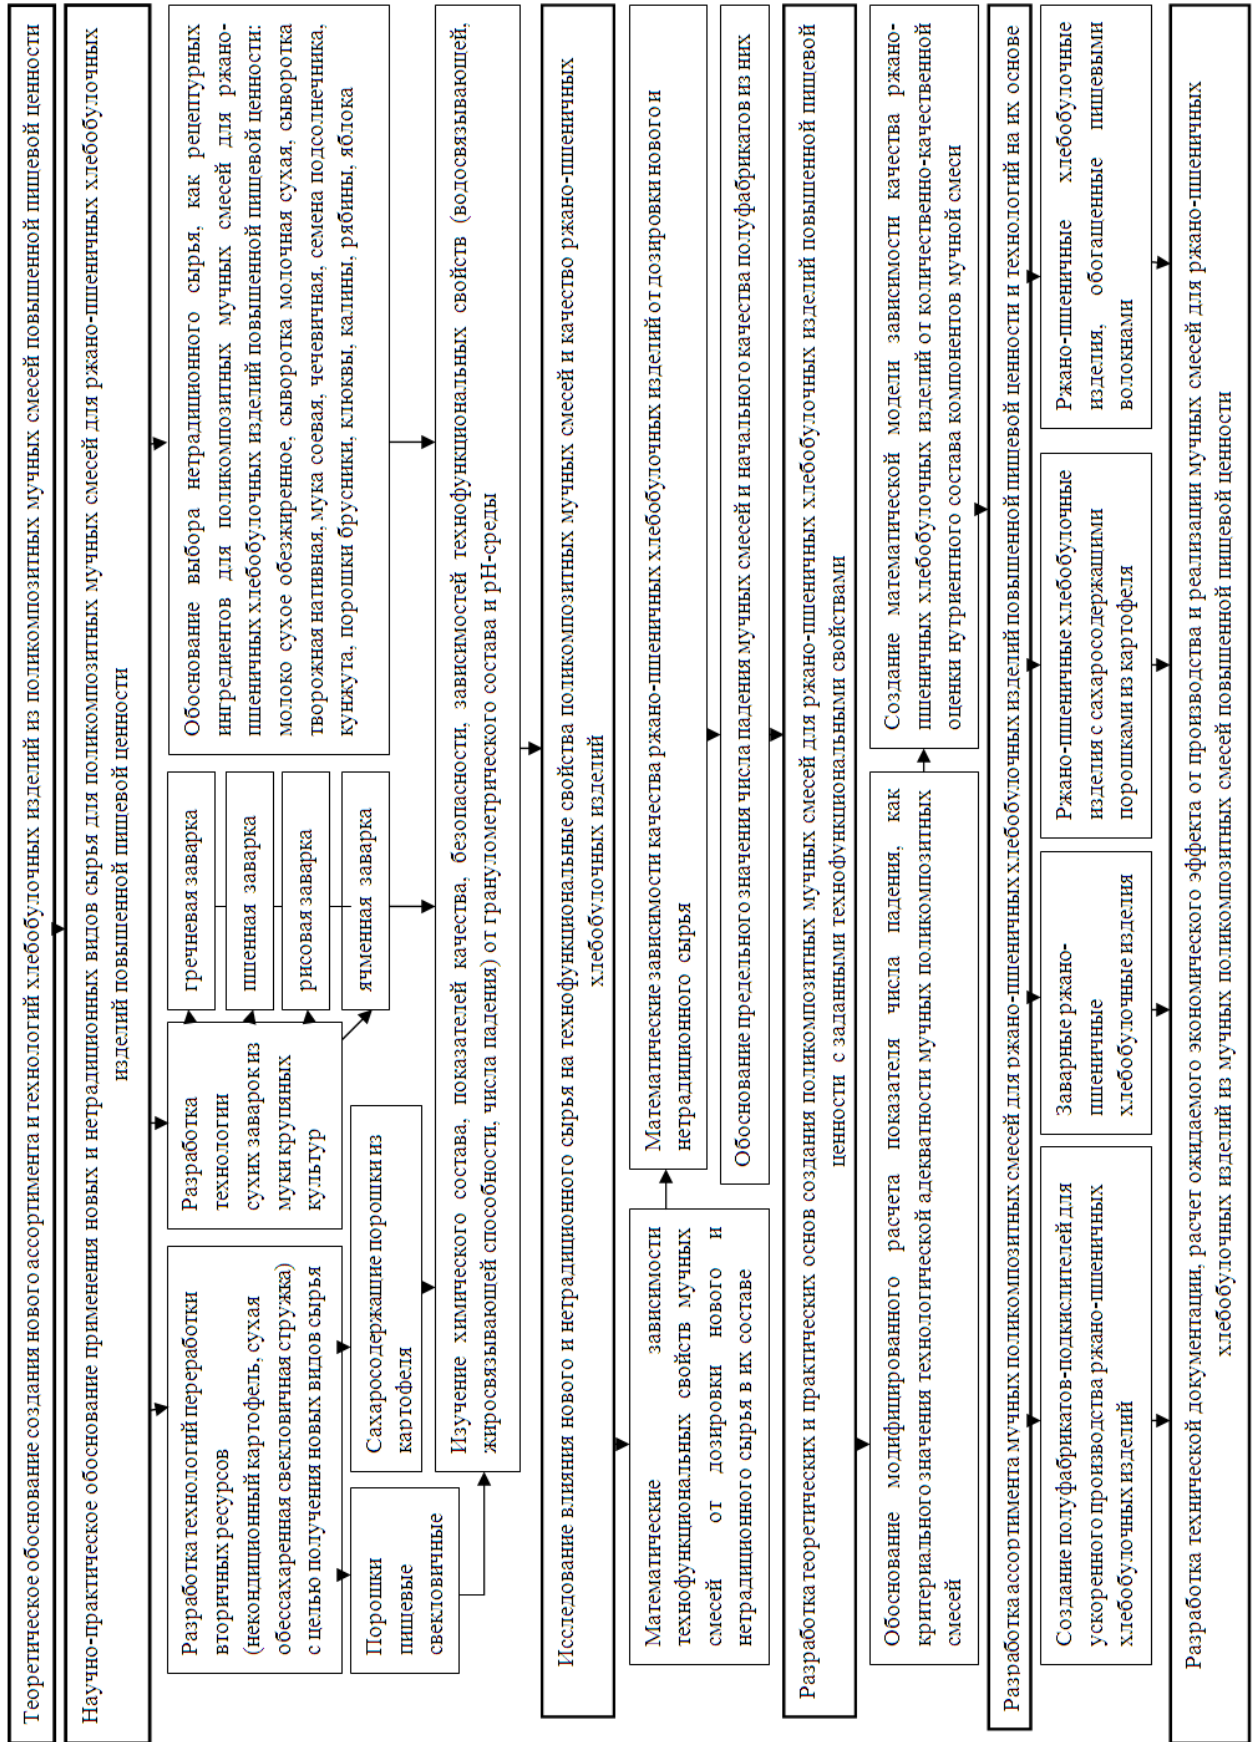 Теоретическое обоснование создания нового ассортимента и технологий хлебобулочных изделий из поликомпозитных мучных смесей повышенной пищевой ценности
Научно-практическое обоснование применения новых и нетрадиционных видов сырья для поликомпозитных мучных смесей для ржано-пшеничных хлебобулочных
изделий повышенной пищевой ценности
Разработка технологий переработки
вторичных ресурсов
(некондиционный картофель, сухая
обессахаренная свекловичная стружка)
с целью получения новых видов сырья
Порошки
пищевые
свекловичные
Сахаросодержащие порошки из
картофеля
Разработка
технологии
сухих заварок из
муки крупяных
культур
гречневая заварка
пшенная заварка
рисовая заварка
ячменная заварка
Обоснование выбора нетрадиционного сырья, как рецептурных
ингредиентов для поликомпозитных мучных смесей для ржано-
пшеничных хлебобулочных изделий повышенной пищевой ценности:
молоко сухое обезжиренное, сыворотка молочная сухая, сыворотка
творожная нативная, мука соевая, чечевичная, семена подсолнечника,
кунжута, порошки брусники, клюквы, калины, рябины, яблока
Изучение химического состава, показателей качества, безопасности, зависимостей технофункциональных свойств (водосвязывающей,
жиросвязывающей способности, числа падения) от гранулометрического состава и рН-среды
Исследование влияния нового и нетрадиционного сырья на технофункциональные свойства поликомпозитных мучных смесей и качество ржано-пшеничных
хлебобулочных изделий
Математические зависимости
технофункциональных свойств мучных
смесей от дозировки нового и
нетрадиционного сырья в их составе
Математические зависимости качества ржано-пшеничных хлебобулочных изделий от дозировки нового и
нетрадиционного сырья
Обоснование предельного значения числа падения мучных смесей и начального качества полуфабрикатов из них
Разработка теоретических и практических основ создания поликомпозитных мучных смесей для ржано-пшеничных хлебобулочных изделий повышенной пищевой
ценности с заданными технофункциональными свойствами
Обоснование модифицированного расчета показателя числа падения, как
критериального значения технологической адекватности мучных поликомпозитных
смесей
Создание математической модели зависимости качества ржано-
пшеничных хлебобулочных изделий от количественно-качественной
оценки нутриентного состава компонентов мучной смеси
Разработка ассортимента мучных поликомпозитных смесей для ржано-пшеничных хлебобулочных изделий повышенной пищевой ценности и технологий на их основе
Создание полуфабрикатов-подкислителей для
ускоренного производства ржано-пшеничных
хлебобулочных изделий
Заварные ржано-
пшеничные
хлебобулочные изделия
Ржано-пшеничные хлебобулочные
изделия с сахаросодержащими
порошками из картофеля
Ржано-пшеничные хлебобулочные
изделия, обогащенные пищевыми
волокнами
Разработка технической документации, расчет ожидаемого экономического эффекта от производства и реализации мучных смесей для ржано-пшеничных
хлебобулочных изделий из мучных поликомпозитных смесей повышенной пищевой ценности